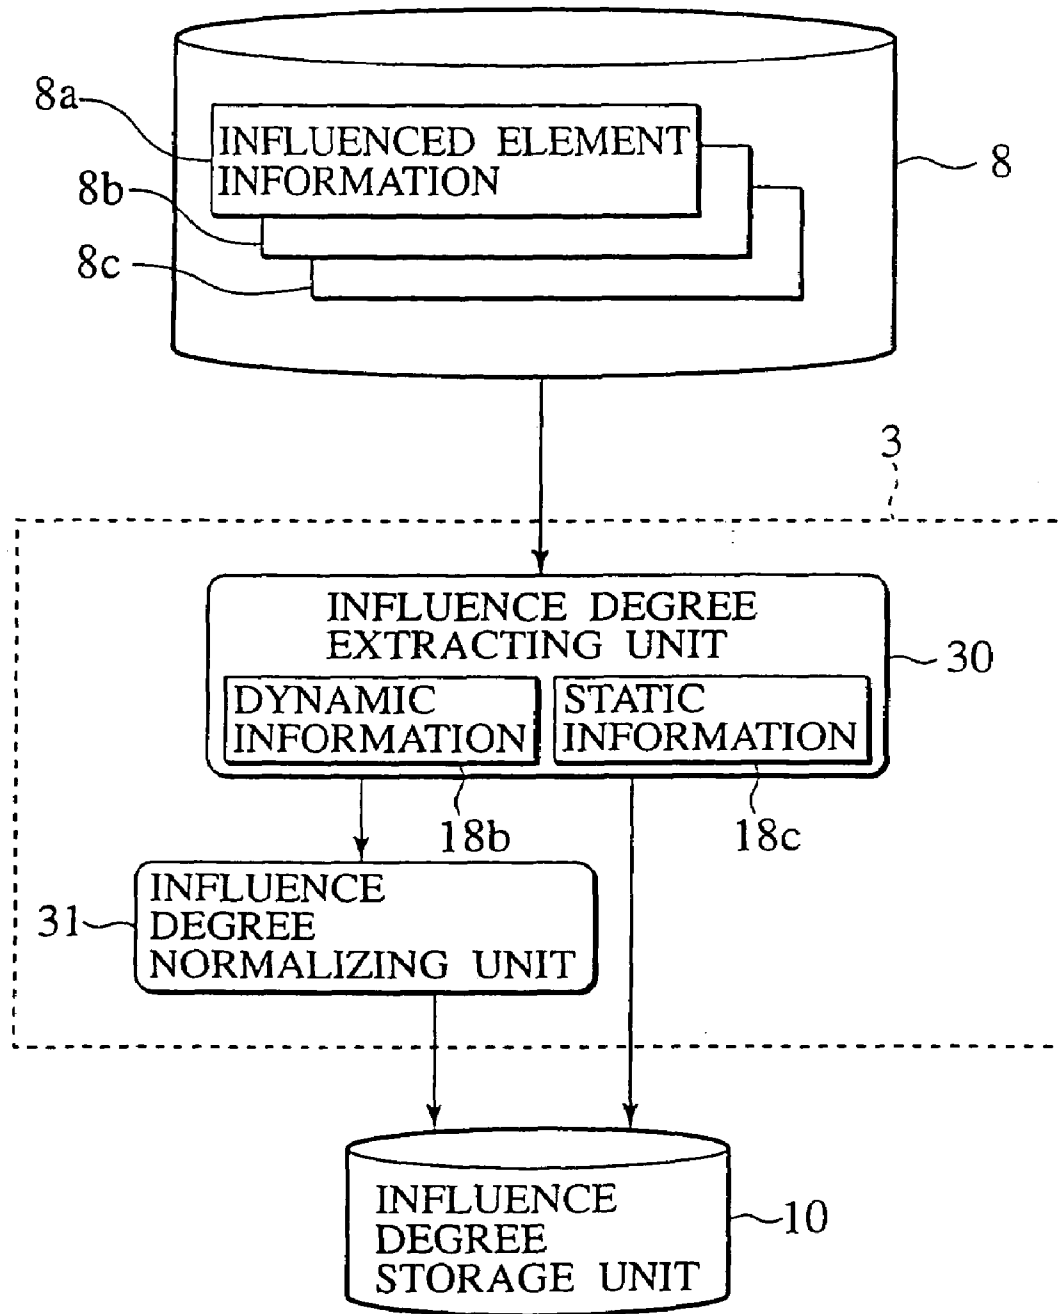 8a
INFLUENCED ELEMENT
INFORMATION
8
8b
8c
3
INFLUENCE DEGREE
EXTRACTING UNIT
30
DYNAMIC
INFORMATION
STATIC
INFORMATION
18b
18c
31
INFLUENCE
DEGREE
NORMALIZING UNIT
INFLUENCE
DEGREE
STORAGE UNIT
10